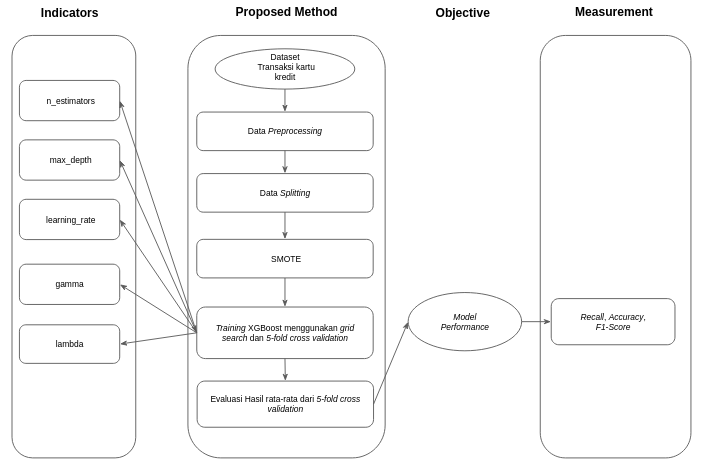 Indicators
Proposed Method
Objective
Measurement
n_estimators
max_depth
learning_rate
gamma
lambda
Dataset
Transaksi kartu
kredit
Data Preprocessing
Data Splitting
SMOTE
Training XGBoost menggunakan grid
search dan 5-fold cross validation
Evaluasi Hasil rata-rata dari 5-fold cross
validation
Model
Performance
Recall, Accuracy,
F1-Score